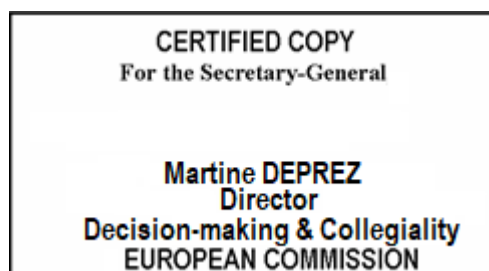 CERTIFIED COPY
For the Secretary-General
Martine DEPREZ
Director
Decision-making & Collegiality
EUROPEAN COMMISSION